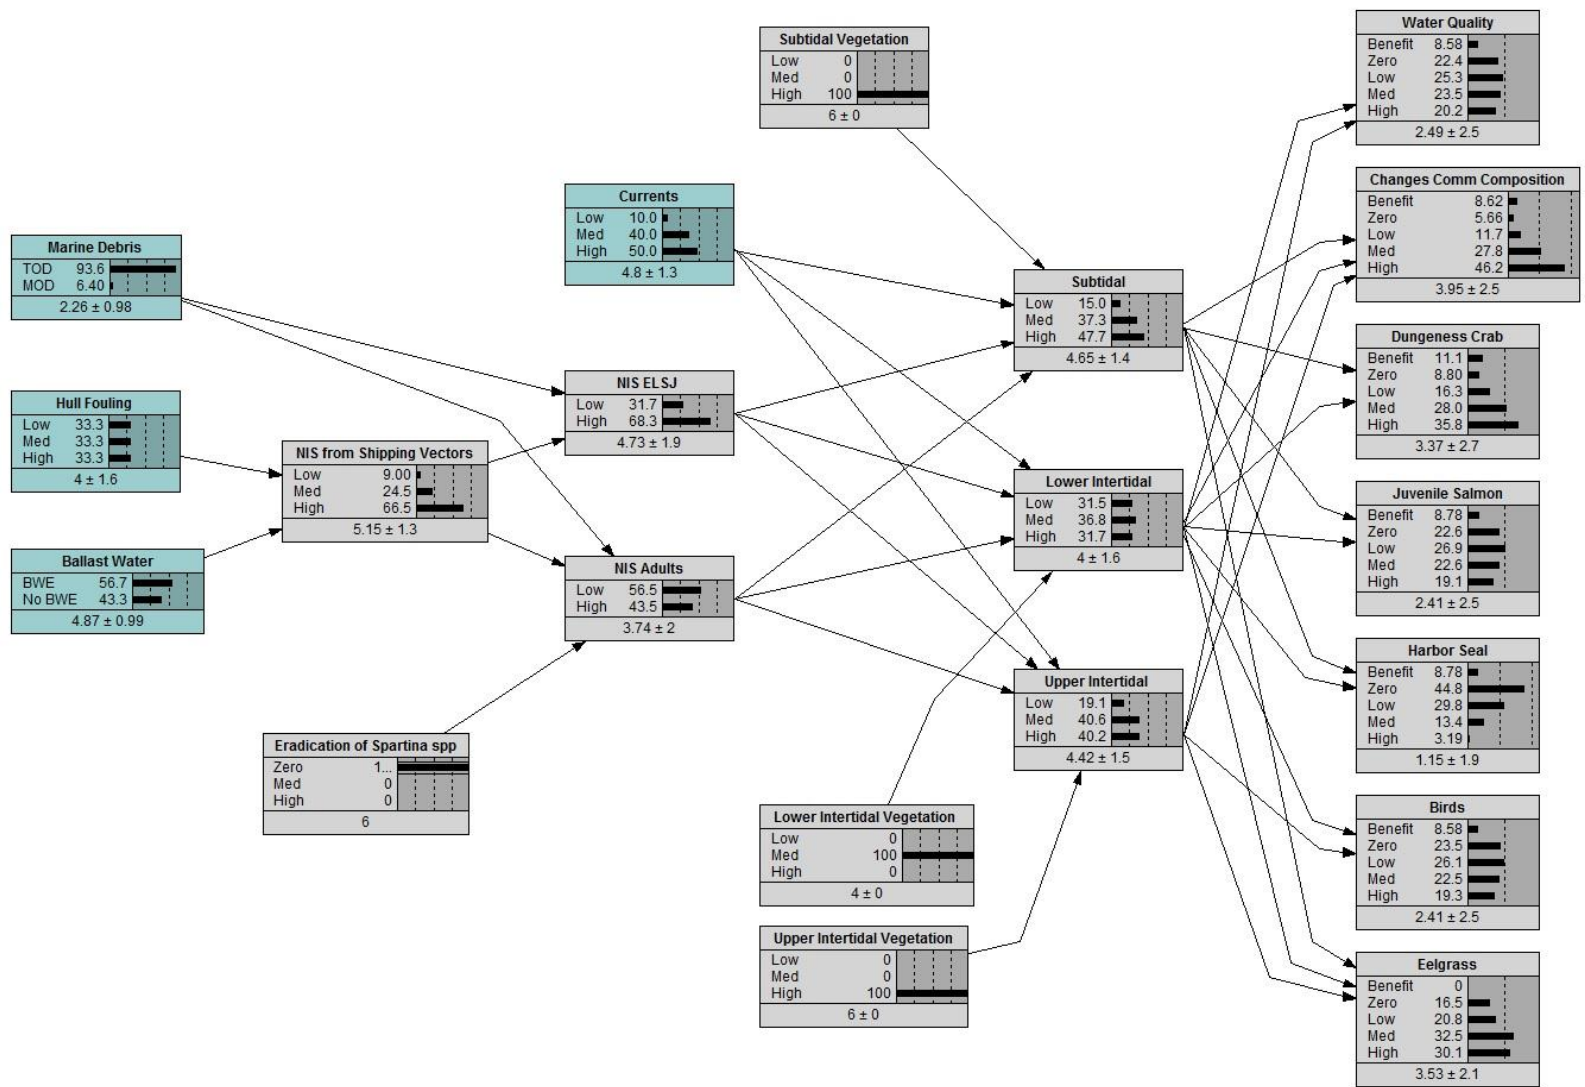 Marine Debris
TOD 93.6
MOD 6.40
2.26 ± 0.98
Hull Fouling
Low 33.3
Med 33.3
High 33.3
4 ± 1.6
Ballast Water
BWE 56.7
No BWE 43.3
4.87 ± 0.99
NIS from Shipping Vectors
Low 9.00
Med 24.5
High 66.5
5.15 ± 1.3
Eradication of Spartina spp
Zero 1...
Med 0
High 0
6
Currents
Low 10.0
Med 40.0
High 50.0
4.8 ± 1.3
NIS ELSJ
Low 31.7
High 68.3
4.73 ± 1.9
NIS Adults
Low 56.5
High 43.5
3.74 ± 2
Subtidal Vegetation
Low 0
Med 0
High 100
6 ± 0
Lower Intertidal Vegetation
Low 0
Med 100
High 0
4 ± 0
Upper Intertidal Vegetation
Low 0
Med 0
High 100
6 ± 0
Subtidal
Low 15.0
Med 37.3
High 47.7
4.65 ± 1.4
Lower Intertidal
Low 31.5
Med 36.8
High 31.7
4 ± 1.6
Upper Intertidal
Low 19.1
Med 40.6
High 40.2
4.42 ± 1.5
Water Quality
Benefit 8.58
Zero 22.4
Low 25.3
Med 23.5
High 20.2
2.49 ± 2.5
Changes Comm Composition
Benefit 8.62
Zero 5.66
Low 11.7
Med 27.8
High 46.2
3.95 ± 2.5
Dungeness Crab
Benefit 11.1
Zero 8.80
Low 16.3
Med 28.0
High 35.8
3.37 ± 2.7
Juvenile Salmon
Benefit 8.78
Zero 22.6
Low 26.9
Med 22.6
High 19.1
2.41 ± 2.5
Harbor Seal
Benefit 8.78
Zero 44.8
Low 29.8
Med 13.4
High 3.19
1.15 ± 1.9
Birds
Benefit 8.58
Zero 23.5
Low 26.1
Med 22.5
High 19.3
2.41 ± 2.5
Eelgrass
Benefit 0
Zero 16.5
Low 20.8
Med 32.5
High 30.1
3.53 ± 2.1